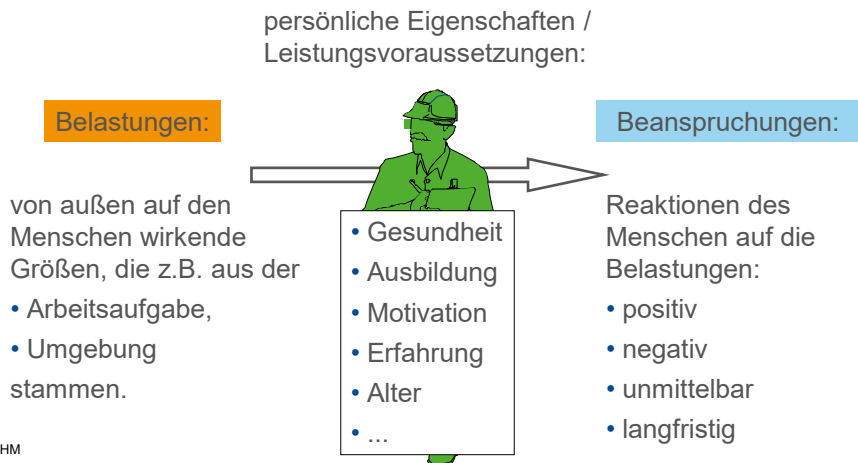 persönliche Eigenschaften /
Leistungsvoraussetzungen:
Belastungen:
von außen auf den
Menschen wirkende
Größen, die z.B. aus der
• Arbeitsaufgabe,
• Umgebung
stammen.
• Gesundheit
• Ausbildung
• Motivation
• Erfahrung
• Alter
• ...
Beanspruchungen:
Reaktionen des
Menschen auf die
Belastungen:
• positiv
• negativ
• unmittelbar
• langfristig
HM